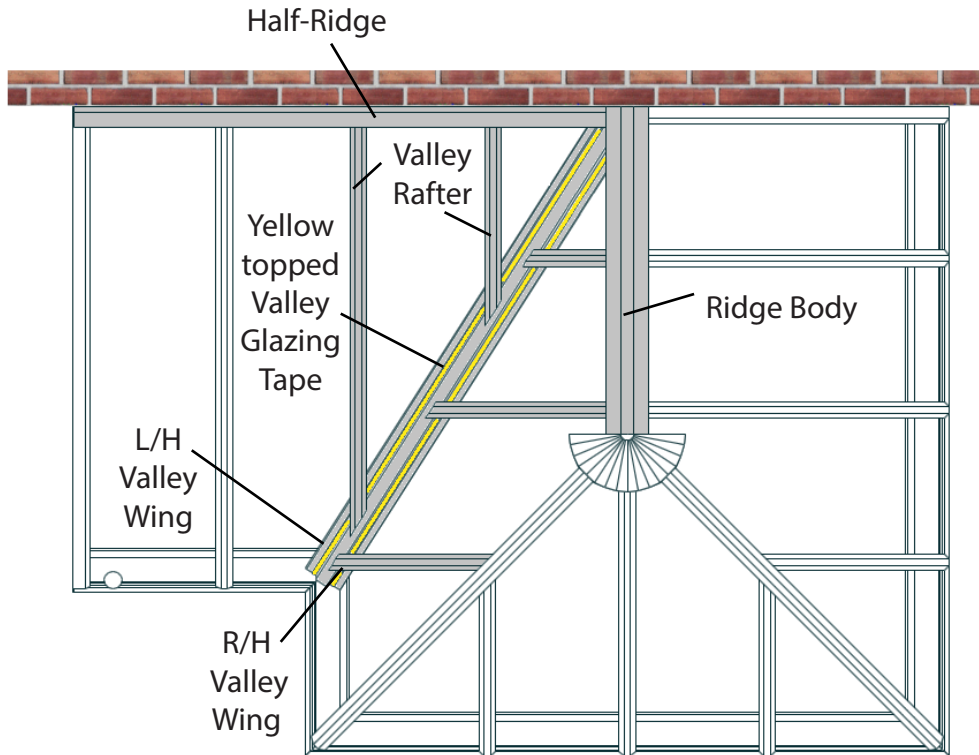 Half-Ridge
Valley
Rafter
Yellow
topped
Valley
Glazing
Tape
Ridge Body
L/H
Valley
Wing
R/H
Valley
Wing